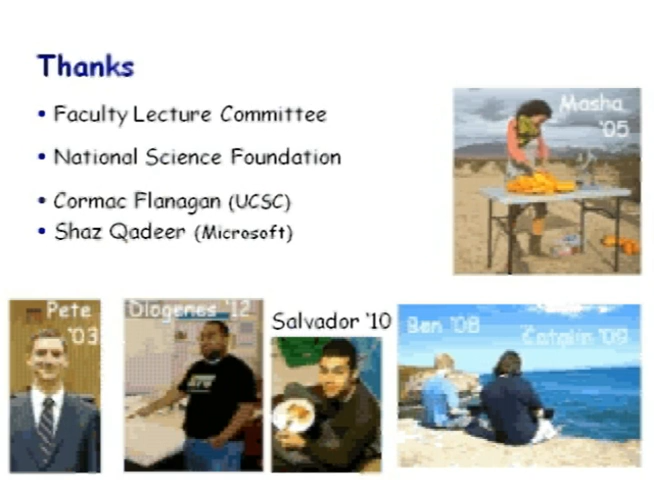 Thanks
• Faculty Lecture Committee
• National Science Foundation
• Cormac Flanagan (UCSC)
• Shaz Qadeer (Microsoft)
Masha
'05
Pete
'03
Diogenes '12
Salvador '10
Ben '08
Catalin '09